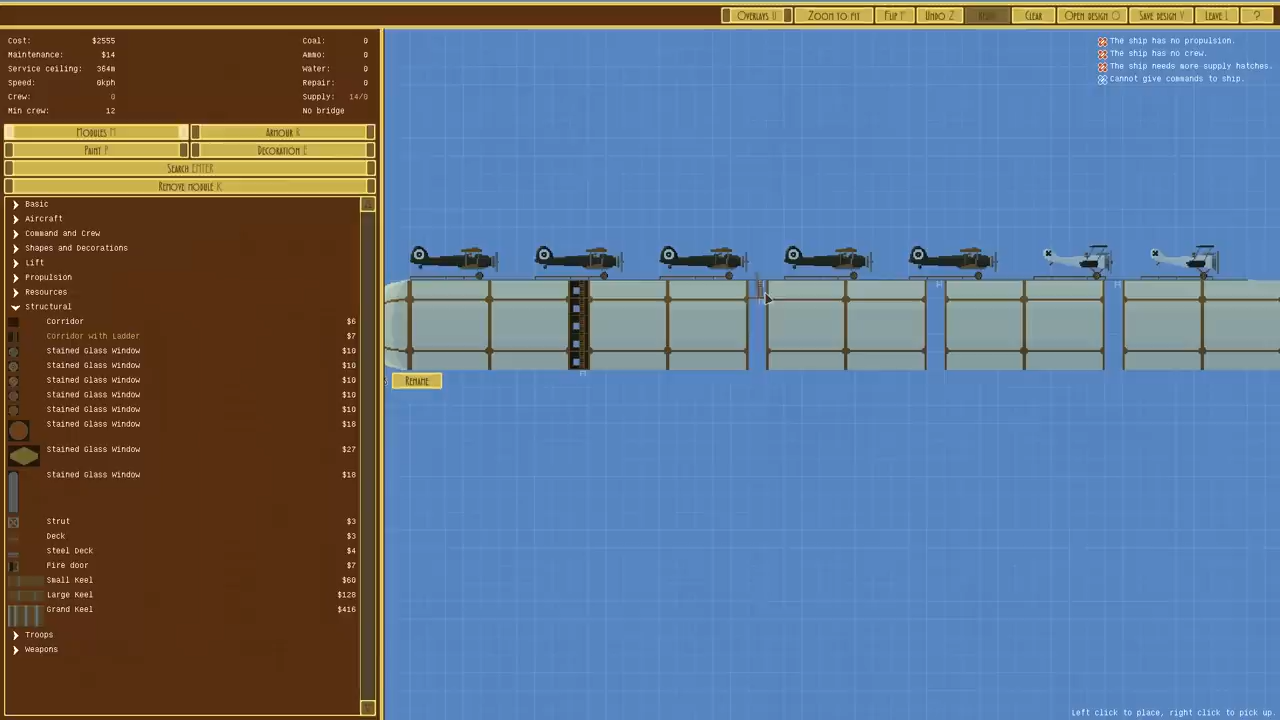 OVERLAYS U
ZOOM TO FIT
FLIP T
UNDO Z
CLEAR
OPEN DESIGN O
SAVE DESIGN V
LEAVE L
?
Cost: $2555 Coal: 0
Maintenance: $14 Ammo: 0
Service ceiling: 364m Water: 0
Speed: 0kph Repair: 0
Crew: 0 Supply: 14/0
Min crew: 12 No bridge
MODULES M
ARMOUR R
PAINT P
SEARCH ENTER
REMOVE MODULE K
Basic
Aircraft
Command and Crew
Shapes and Decorations
Lift
Propulsion
Resources
Structural
Corridor $6
Corridor with Ladder $7
Stained Glass Window $10
Stained Glass Window $10
Stained Glass Window $10
Stained Glass Window $10
Stained Glass Window $10
Stained Glass Window $18
Stained Glass Window $27
Stained Glass Window $18
Strut $3
Deck $3
Steel Deck $4
Fire door $7
Small Keel $60
Large Keel $128
Grand Keel $416
Troops
Weapons
The ship has no propulsion.
The ship has no crew.
The ship needs more supply hatches.
Cannot give commands to ship.
RENAME
Left click to place, right click to pick up.